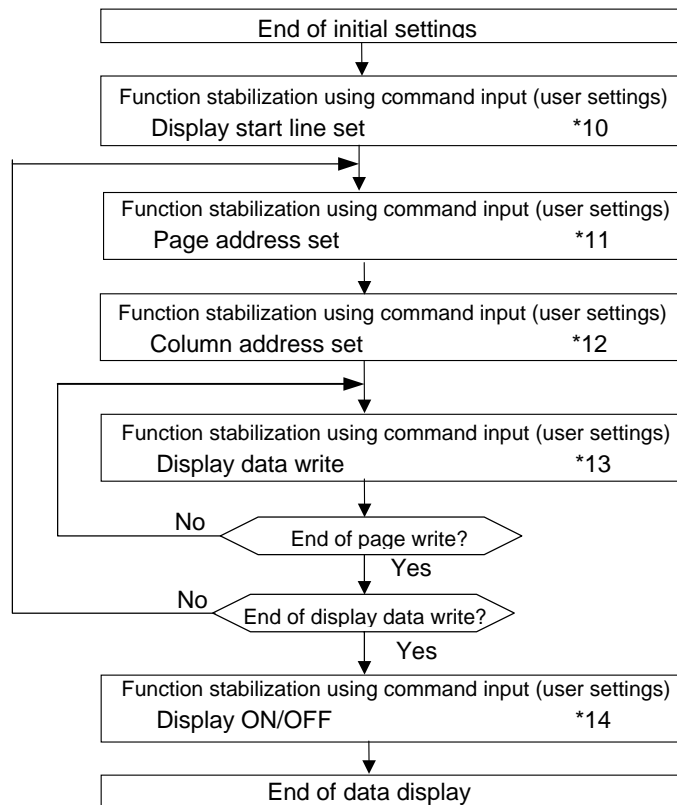 End of initial settings
Function stabilization using command input (user settings)
Display start line set *10
Function stabilization using command input (user settings)
Page address set *11
Function stabilization using command input (user settings)
Column address set *12
Function stabilization using command input (user settings)
Display data write *13
No
End of page write?
Yes
No
End of display data write?
Yes
Function stabilization using command input (user settings)
Display ON/OFF *14
End of data display